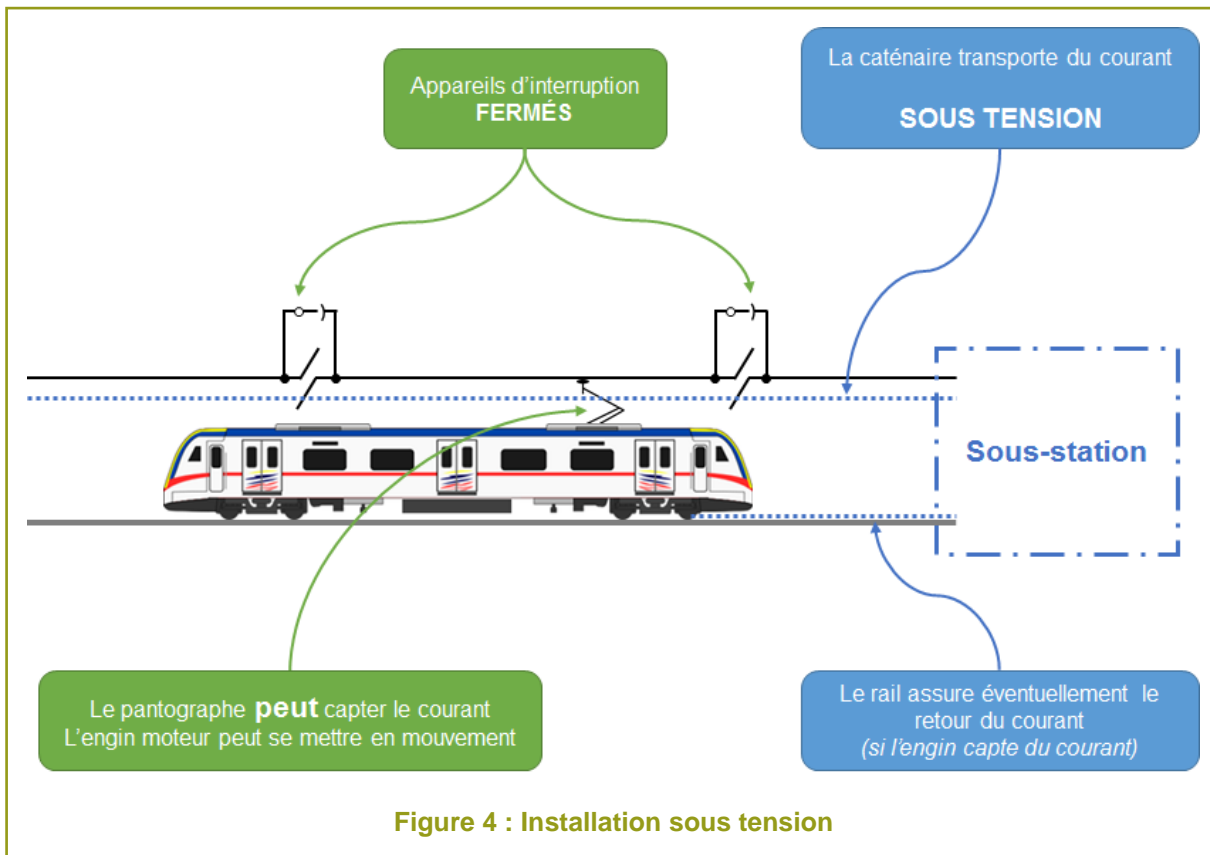 Appareils d’interruption
FERMÉS
La caténaire transporte du courant
SOUS TENSION
Sous-station
Le pantographe peut capter le courant
L’engin moteur peut se mettre en mouvement
Le rail assure éventuellement le
retour du courant
(si l’engin capte du courant)
Figure 4 : Installation sous tension